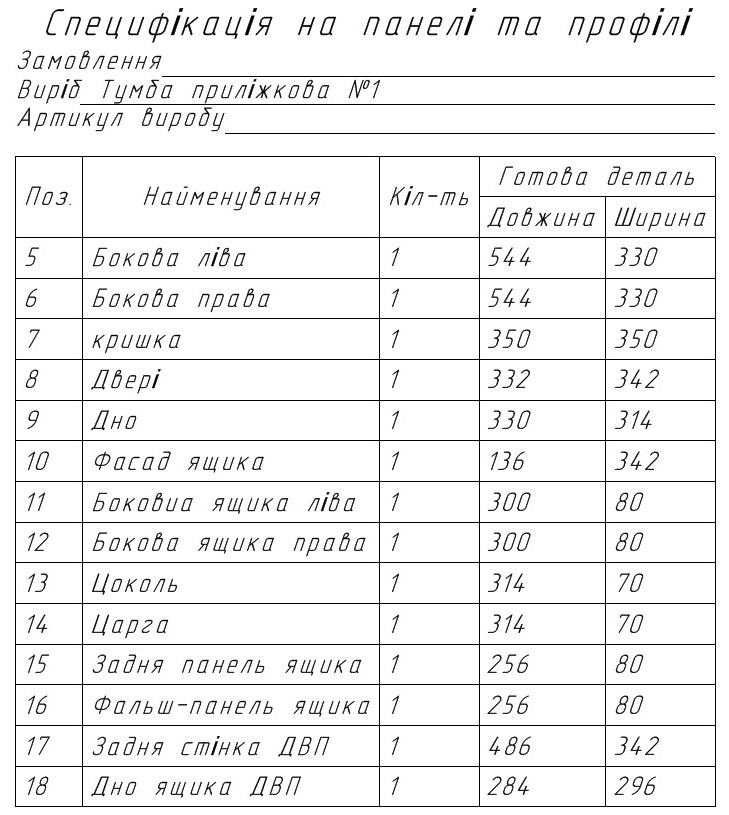 Специфікація на панелі та профілі
Замовлення
Виріб Тумба приліжкова №1
Артикул виробу
Поз. Найменування Кіл-ть Готова деталь
Довжина Ширина
5 Бокова ліва 1 544 330
6 Бокова права 1 544 330
7 кришка 1 350 350
8 Двері 1 332 342
9 Дно 1 330 314
10 Фасад ящика 1 136 342
11 Боковиа ящика ліва 1 300 80
12 Бокова ящика права 1 300 80
13 Цоколь 1 314 70
14 Царга 1 314 70
15 Задня панель ящика 1 256 80
16 Фальш-панель ящика 1 256 80
17 Задня стінка ДВП 1 486 342
18 Дно ящика ДВП 1 284 296